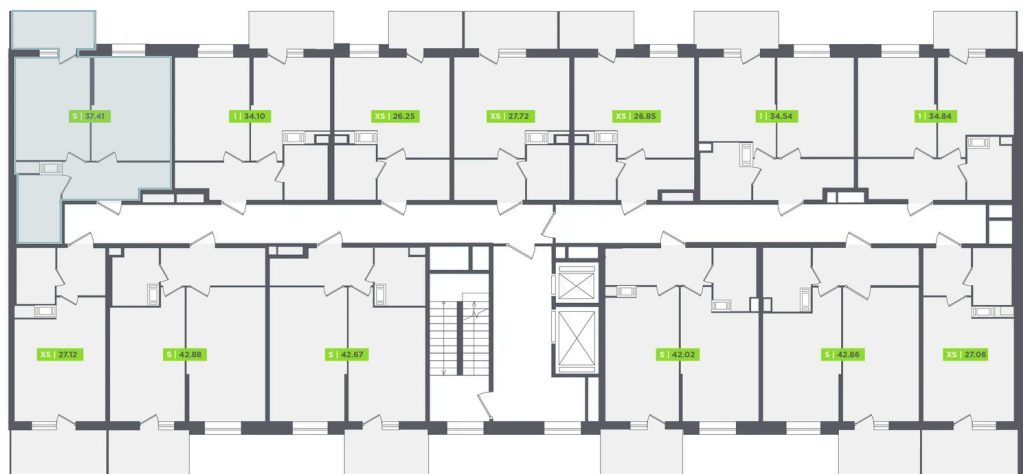 S | 37.41
1 | 34.10
XS | 26.25
XS | 27.72
XS | 26.85
1 | 34.54
1 | 34.84
XS | 27.12
S | 42.88
S | 42.67
S | 42.02
S | 42.86
XS | 27.06